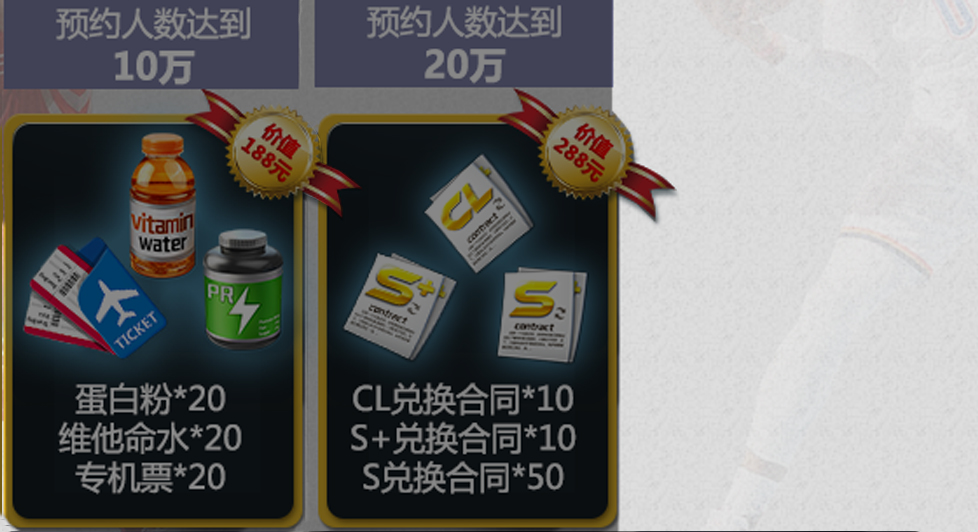 预约人数达到
10万
预约人数达到
20万
价值
188元
vitamin
water
PR
TICKET
蛋白粉*20
维他命水*20
专机票*20
价值
288元
CL
contract
S+
contract
S
contract
CL兑换合同*10
S+兑换合同*10
S兑换合同*50